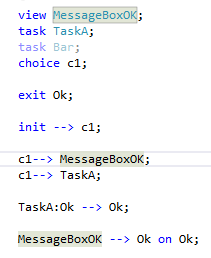 view MessageBoxOK;
task TaskA;
task Bar;
choice c1;
exit Ok;
init --> c1;
c1--> MessageBoxOK;
c1--> TaskA;
TaskA:Ok --> Ok;
MessageBoxOK --> Ok on Ok;